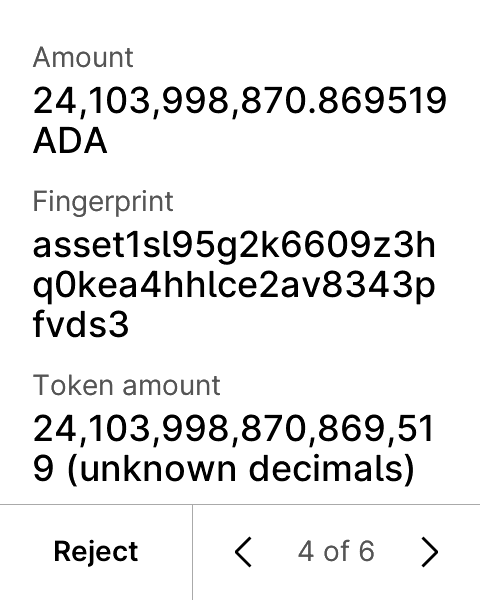 Amount
24,103,998,870.869519
ADA
Fingerprint
asset1sl95g2k6609z3h
q0kea4hhlce2av8343p
fvds3
Token amount
24,103,998,870,869,51
9 (unknown decimals)
Reject
4 of 6